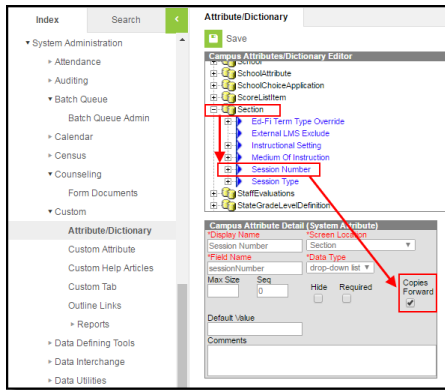 Index
Search
System Administration
Attendance
Auditing
Batch Queue
Batch Queue Admin
Calendar
Census
Counseling
Form Documents
Custom
Attribute/Dictionary
Custom Attribute
Custom Help Articles
Custom Tab
Outline Links
Reports
Data Defining Tools
Data Interchange
Data Utilities
Attribute/Dictionary
Save
Campus Attributes/Dictionary Editor
School
SchoolAttribute
SchoolChoiceApplication
ScoreListItem
Section
Ed-Fi Term Type Override
External LMS Exclude
Instructional Setting
Medium Of Instruction
Session Number
Session Type
StaffEvaluations
StateGradeLevelDefinition
Campus Attribute Detail (System Attribute)
*Display Name *Screen Location
Session Number Section
*Field Name *Data Type
sessionNumber drop-down list
Max Size Seq Hide Required Copies Forward
0
Default Value
Comments